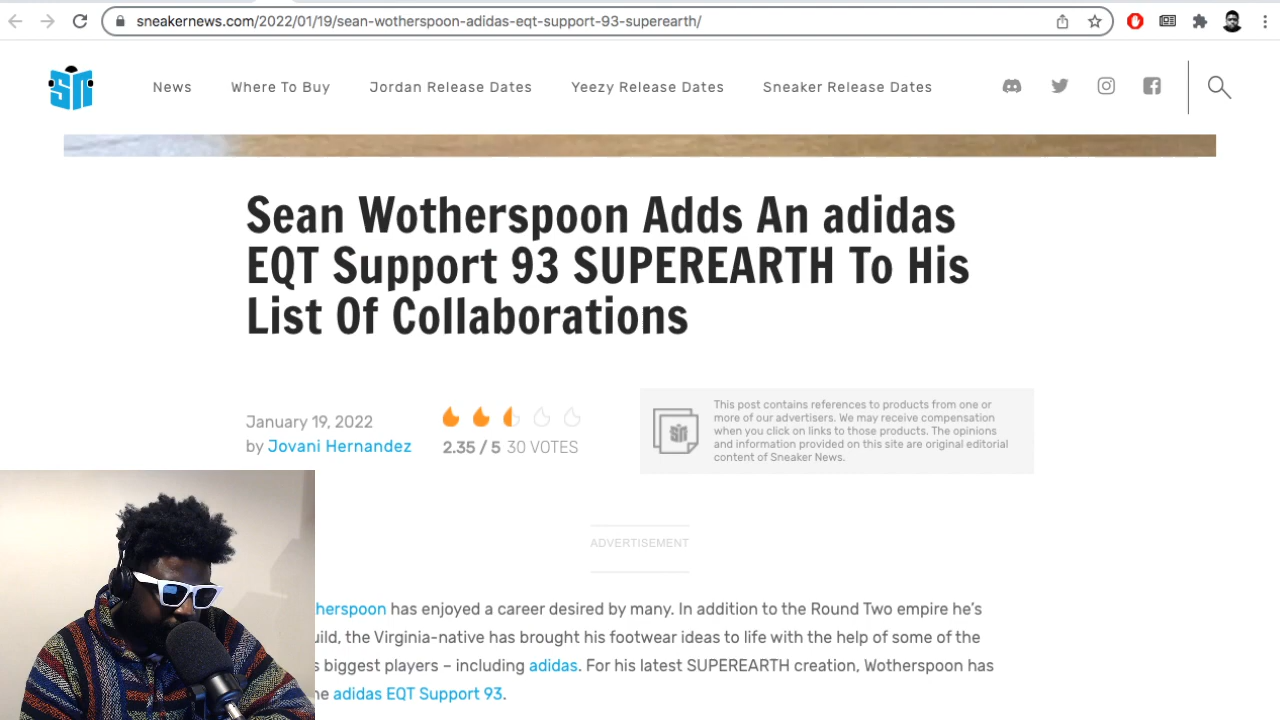 sneakernews.com/2022/01/19/sean-wotherspoon-adidas-eqt-support-93-superearth/
SN
News Where To Buy Jordan Release Dates Yeezy Release Dates Sneaker Release Dates
Sean Wotherspoon Adds An adidas
EQT Support 93 SUPEREARTH To His
List Of Collaborations
January 19, 2022
by Jovani Hernandez
2.35 / 5 30 VOTES
SN
This post contains references to products from one or
more of our advertisers. We may receive compensation
when you click on links to those products. The opinions
and information provided on this site are original editorial
content of Sneaker News.
ADVERTISEMENT
herspoon has enjoyed a career desired by many. In addition to the Round Two empire he's
uild, the Virginia-native has brought his footwear ideas to life with the help of some of the
s biggest players – including adidas. For his latest SUPEREARTH creation, Wotherspoon has
he adidas EQT Support 93.